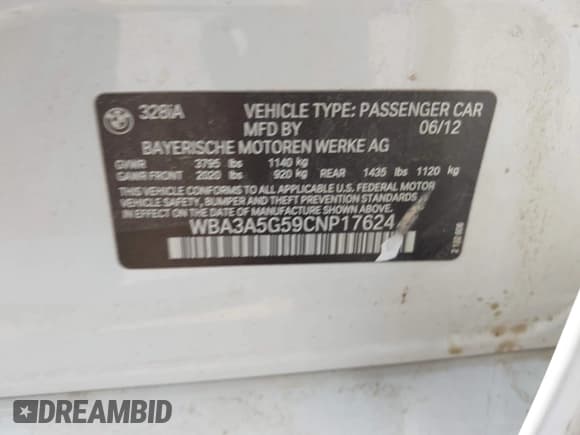 328iA VEHICLE TYPE: PASSENGER CAR
MFD BY 06/12
BAYERISCHE MOTOREN WERKE AG
GVWR 3795 lbs 1140 kg
GAWR FRONT 2020 lbs 920 kg REAR 1435 lbs 1120 kg
THIS VEHICLE CONFORMS TO ALL APPLICABLE U.S. FEDERAL MOTOR
VEHICLE SAFETY, BUMPER AND THEFT PREVENTION
STANDARDS IN EFFECT ON THE DATE OF MANUFACTURE SHOWN ABOVE.
WBA3A5G59CNP17624
DREAMBID